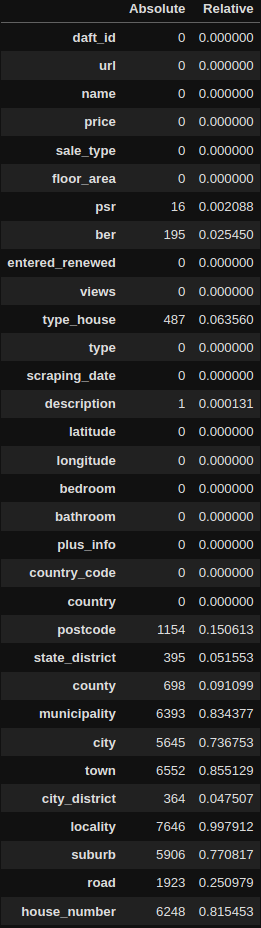 Absolute Relative
daft_id 0 0.000000
url 0 0.000000
name 0 0.000000
price 0 0.000000
sale_type 0 0.000000
floor_area 0 0.000000
psr 16 0.002088
ber 195 0.025450
entered_renewed 0 0.000000
views 0 0.000000
type_house 487 0.063560
type 0 0.000000
scraping_date 0 0.000000
description 1 0.000131
latitude 0 0.000000
longitude 0 0.000000
bedroom 0 0.000000
bathroom 0 0.000000
plus_info 0 0.000000
country_code 0 0.000000
country 0 0.000000
postcode 1154 0.150613
state_district 395 0.051553
county 698 0.091099
municipality 6393 0.834377
city 5645 0.736753
town 6552 0.855129
city_district 364 0.047507
locality 7646 0.997912
suburb 5906 0.770817
road 1923 0.250979
house_number 6248 0.815453